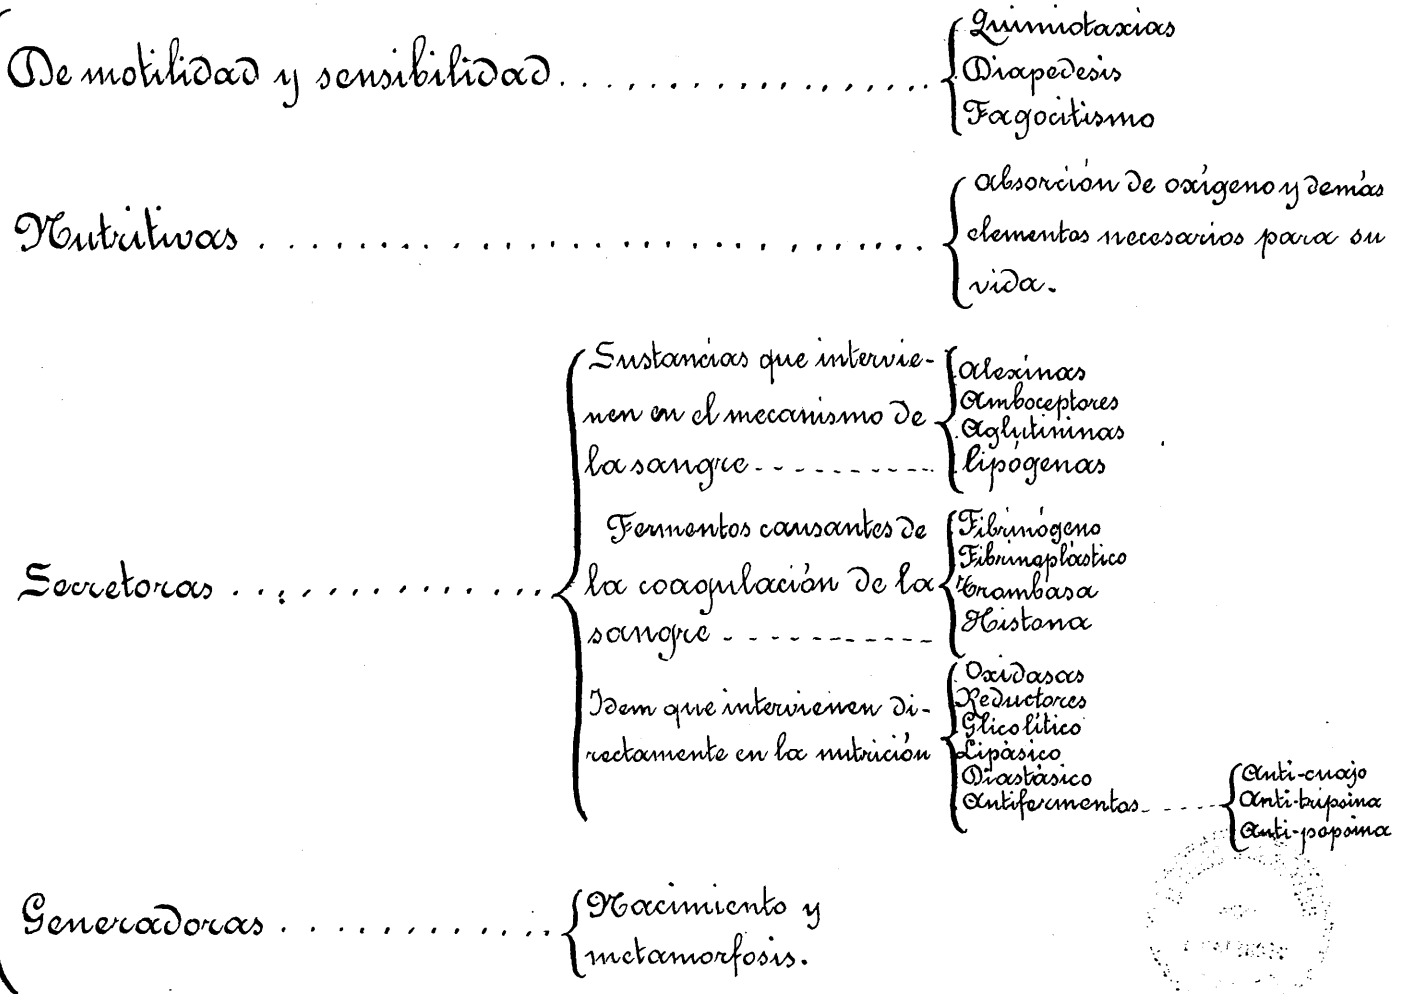 De motilidad y sensibilidad
Quimiotaxias
Diapedesis
Fagocitismo
Nutritivas
absorción de oxígeno y demás
elementos necesarios para su
vida.
Secretoras
Sustancias que intervie-
nen en el mecanismo de
la sangre
Alexinas
Amboceptores
Aglutininas
lipógenas
Fermentos causantes de
la coagulación de la
sangre
Fibrinógeno
Fibrinoplástico
Trombasa
Histona
Idem que intervienen di-
rectamente en la nutrición
Oxidasas
Reductores
Glicolítico
Lipásico
Diastásico
Antifermentos
Anti-cuajo
Anti-tripsina
Anti-pepsina
Generadoras
Nacimiento y
metamorfosis.